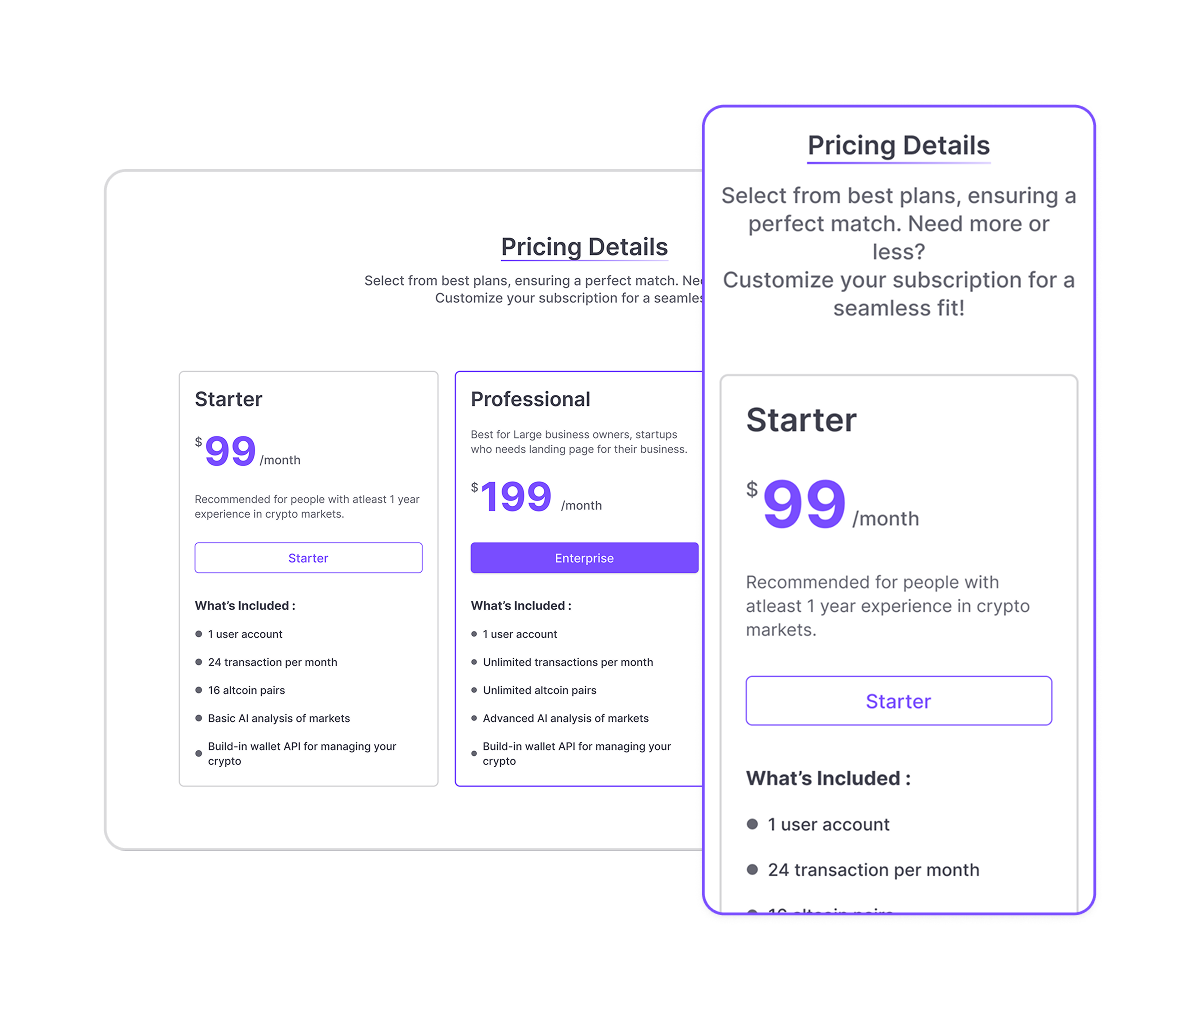 Pricing Details
Select from best plans, ensuring a perfect match.
Customize your subscription for a
Starter
$99 /month
Recommended for people with atleast 1 year
experience in crypto markets.
Starter
What’s Included :
1 user account
24 transaction per month
16 altcoin pairs
Basic AI analysis of markets
Build-in wallet API for managing your
crypto
Professional
Best for Large business owners, startups
who needs landing page for their business.
$199 /month
Enterprise
What’s Included :
1 user account
Unlimited transactions per month
Unlimited altcoin pairs
Advanced AI analysis of markets
Build-in wallet API for managing your
crypto
Pricing Details
Select from best plans, ensuring a
perfect match. Need more or
less?
Customize your subscription for a
seamless fit!
Starter
$99 /month
Recommended for people with
atleast 1 year experience in crypto
markets.
Starter
What’s Included :
1 user account
24 transaction per month
16 altcoin pairs